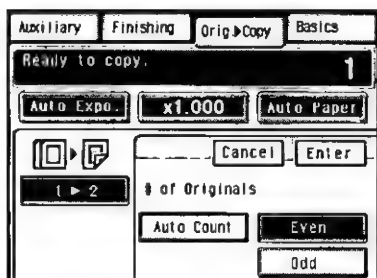 Auxiliary Finishing Orig.▶Copy Basics
Ready to copy. 1
Auto Expo. x1.000 Auto Paper
Cancel Enter
1 ▶ 2
# of Originals
Auto Count Even
Odd